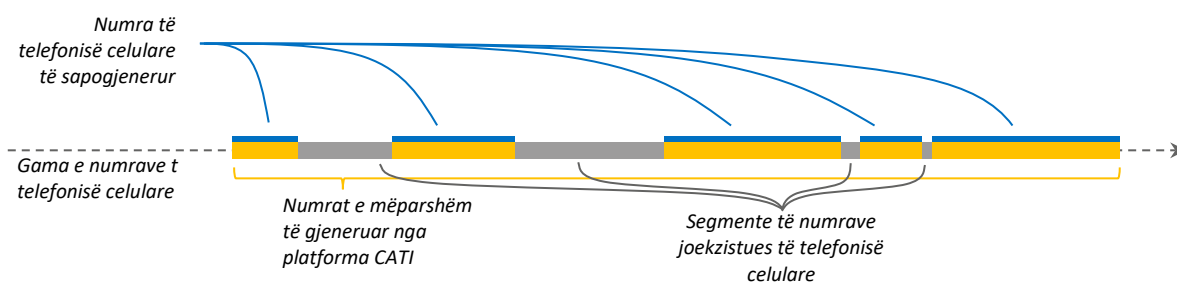 Numra të
telefonisë celulare
të sapogjenerur
Gama e numrave t
telefonisë celulare
Numrat e mëparshëm
të gjeneruar nga
platforma CATI
Segmente të numrave
joekzistues të telefonisë
celulare